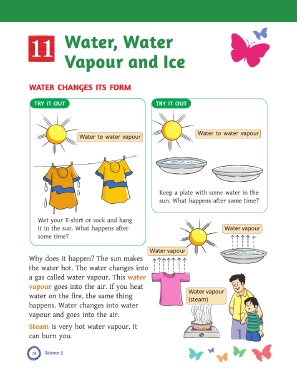 11
Water, Water
Vapour and Ice
WATER CHANGES ITS FORM
TRY IT OUT
Water to water vapour
Wet your T-shirt or sock and hang
it in the sun. What happens after
some time?
TRY IT OUT
Water to water vapour
Keep a plate with some water in the
sun. What happens after some time?
Why does it happen? The sun makes
the water hot. The water changes into
a gas called water vapour. This water
vapour goes into the air. If you heat
water on the fire, the same thing
happens. Water changes into water
vapour and goes into the air.
Steam is very hot water vapour. It
can burn you.
Water vapour
Water vapour
Water vapour
(steam)
Science-2